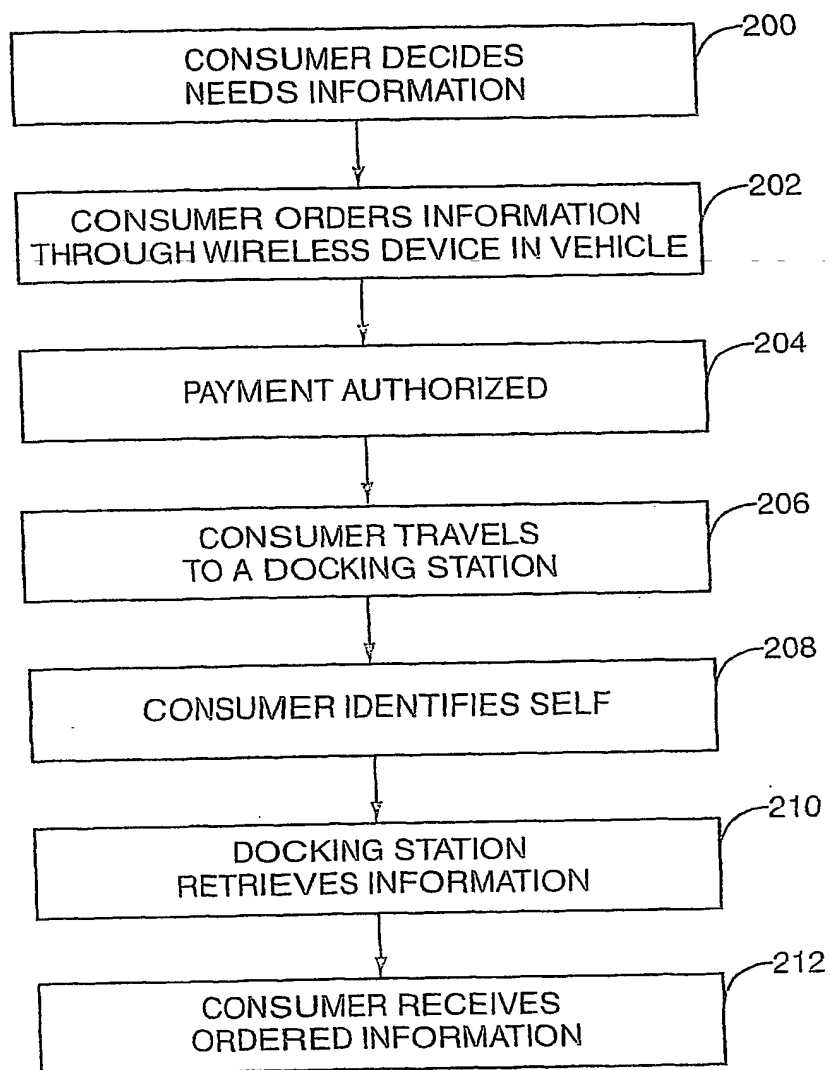 200
CONSUMER DECIDES
NEEDS INFORMATION
202
CONSUMER ORDERS INFORMATION
THROUGH WIRELESS DEVICE IN VEHICLE
204
PAYMENT AUTHORIZED
206
CONSUMER TRAVELS
TO A DOCKING STATION
208
CONSUMER IDENTIFIES SELF
210
DOCKING STATION
RETRIEVES INFORMATION
212
CONSUMER RECEIVES
ORDERED INFORMATION